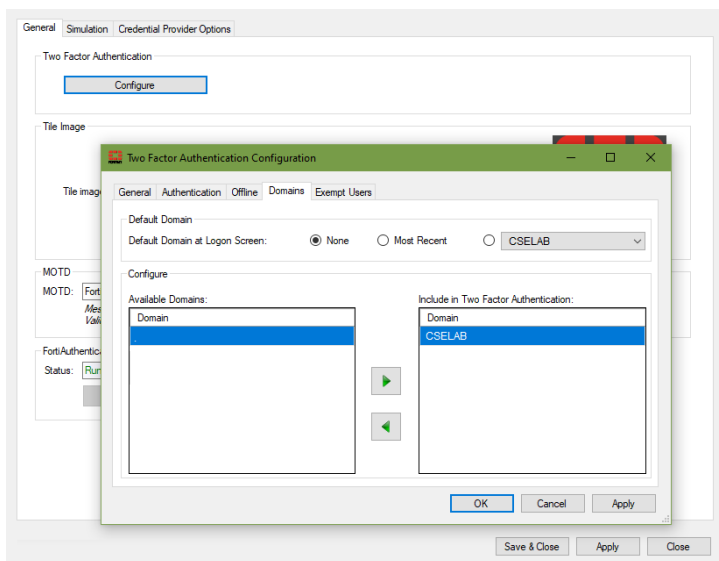 General Simulation Credential Provider Options
Two Factor Authentication
Configure
Tile Image
Two Factor Authentication Configuration
Tile imag
General Authentication Offline Domains Exempt Users
Default Domain
Default Domain at Logon Screen: None Most Recent CSELAB
MOTD
MOTD: Fort
Mes
Vali
Configure
Available Domains: Include in Two Factor Authentication:
Domain Domain
. CSELAB
FortiAuthentic
Status: Run
OK Cancel Apply
Save & Close Apply Close